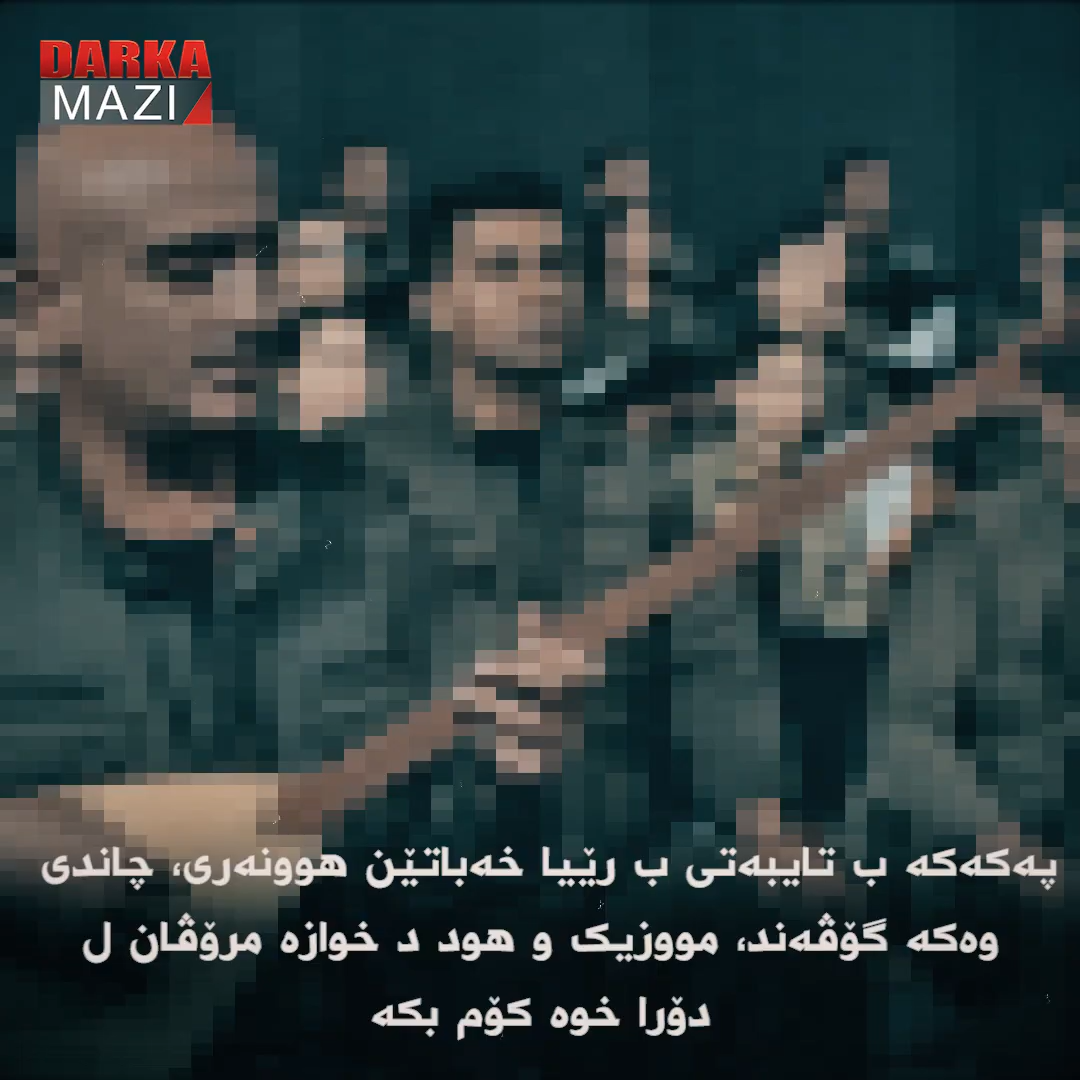 DARKA
MAZI
پەکەکە ب تایبەتی ب رێیا خەباتێن هوونەری، چاندی
وەکە گۆڤەند، مووزیک و هود د خوازە مرۆڤان ل
دۆرا خوە کۆم بکە